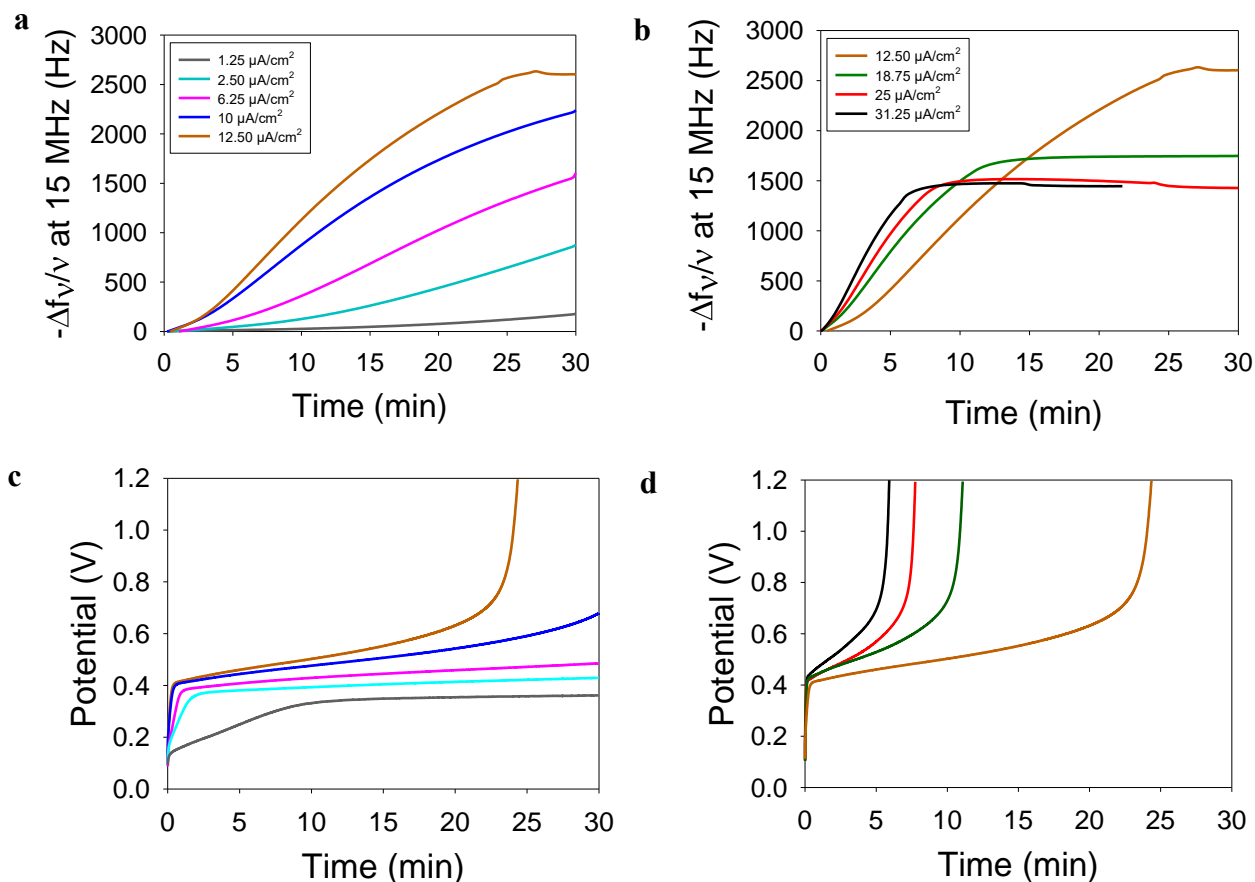 a
-Δfν/ν at 15 MHz (Hz)
3000
2500
2000
1500
1000
500
0
1.25 μA/cm²
2.50 μA/cm²
6.25 μA/cm²
10 μA/cm²
12.50 μA/cm²
0 5 10 15 20 25 30
Time (min)
b
-Δfν/ν at 15 MHz (Hz)
3000
2500
2000
1500
1000
500
0
12.50 μA/cm²
18.75 μA/cm²
25 μA/cm²
31.25 μA/cm²
0 5 10 15 20 25 30
Time (min)
c
Potential (V)
1.2
1.0
0.8
0.6
0.4
0.2
0.0
0 5 10 15 20 25 30
Time (min)
d
Potential (V)
1.2
1.0
0.8
0.6
0.4
0.2
0.0
0 5 10 15 20 25 30
Time (min)